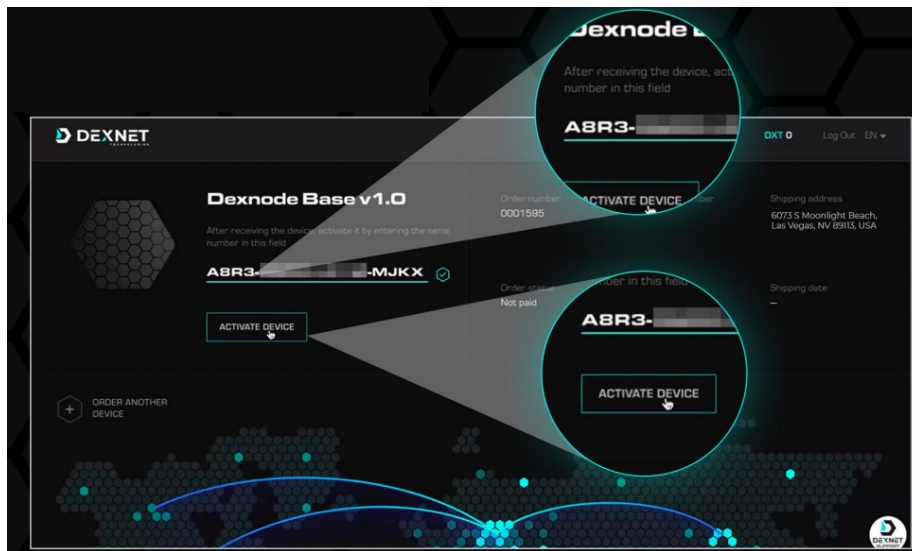 Dexnode
After receiving the device, act
number in this field
A8R3-
ACTIVATE DEVICE
DEXNET
TECHNOLOGIES
DXT 0
Log Out
EN
Dexnode Base v1.0
After receiving the device, activate it by entering the serial
number in this field
A8R3-
-MJKX
ACTIVATE DEVICE
Order number
0001595
Shipping address
6073 S Moonlight Beach,
Las Vegas, NV 89113, USA
Order status
Not paid
Shipping date
–
number in this field
A8R3-
ACTIVATE DEVICE
ORDER ANOTHER
DEVICE
DEXNET
SUPPORT